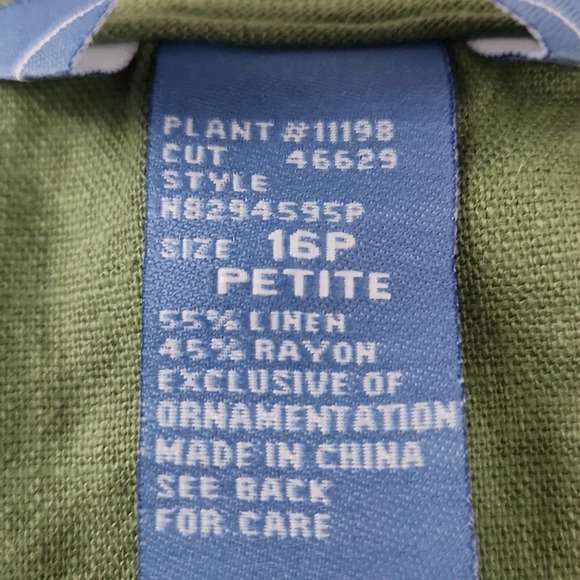 PLANT #11198
CUT 46629
STYLE
H8294595P
SIZE 16P
PETITE
55% LINEN
45% RAYON
EXCLUSIVE OF
ORNAMENTATION
MADE IN CHINA
SEE BACK
FOR CARE